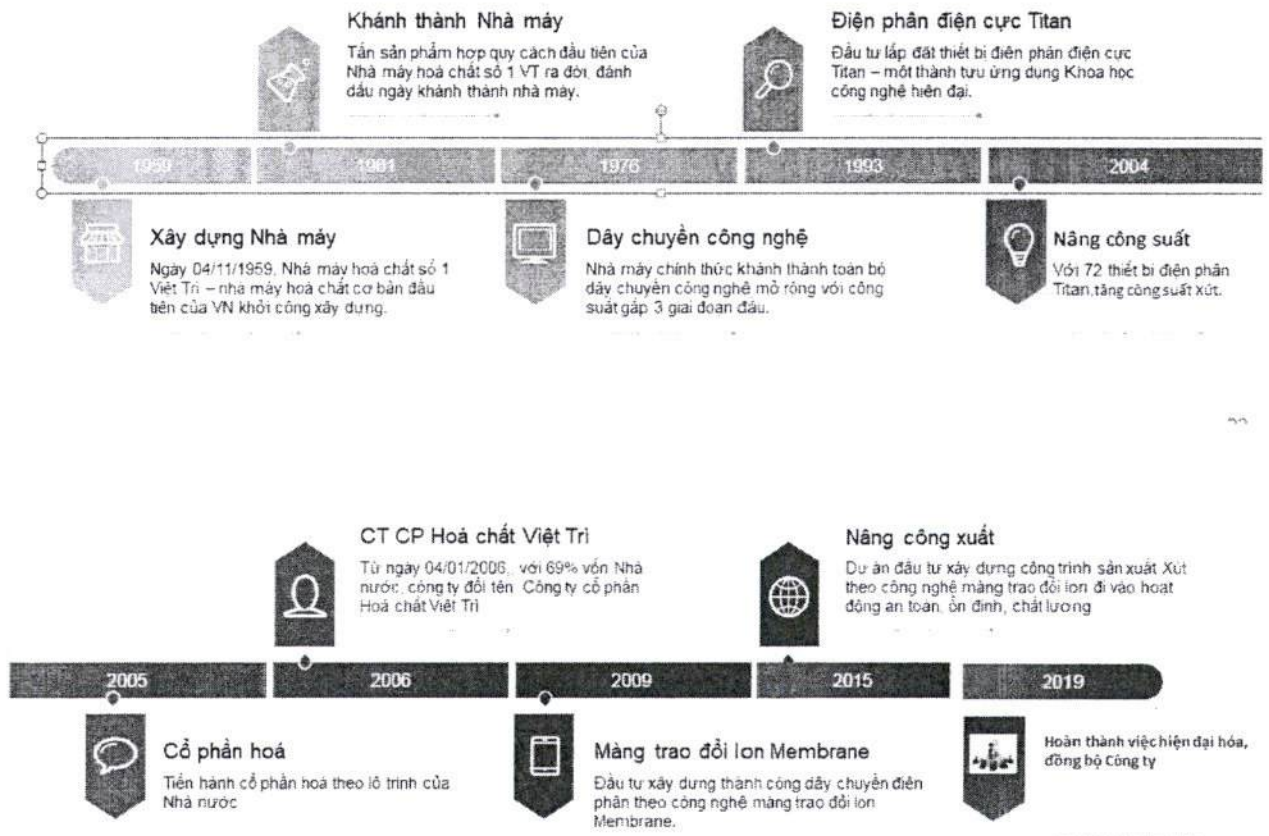 Khánh thành Nhà máy
Tấn sản phẩm hợp quy cách đầu tiên của
Nhà máy hoá chất số 1 VT ra đời, đánh
dấu ngày khánh thành nhà máy.
Điện phân điện cực Titan
Đầu tư lắp đặt thiết bị điện phân điện cực
Titan – một thành tựu ứng dụng Khoa học
công nghệ hiện đại.
1959
1961
1976
1993
2004
Xây dựng Nhà máy
Ngày 04/11/1959, Nhà máy hoá chất số 1
Việt Trì – nhà máy hoá chất cơ bản đầu
tiên của VN khởi công xây dựng.
Dây chuyền công nghệ
Nhà máy chính thức khánh thành toàn bộ
dây chuyền công nghệ mở rộng với công
suất gấp 3 giai đoạn đầu.
Nâng công suất
Với 72 thiết bị điện phân
Titan,tăng công suất xút.
CT CP Hoá chất Việt Trì
Từ ngày 04/01/2006, với 69% vốn Nhà
nước, công ty đổi tên Công ty cổ phần
Hoá chất Việt Trì
Nâng công xuất
Dự án đầu tư xây dựng công trình sản xuất Xút
theo công nghệ màng trao đổi Ion đi vào hoạt
động an toàn, ổn định, chất lượng
2005
2006
2009
2015
2019
Cổ phần hoá
Tiến hành cổ phần hoá theo lộ trình của
Nhà nước
Màng trao đổi Ion Membrane
Đầu tư xây dựng thành công dây chuyền điện
phân theo công nghệ màng trao đổi Ion
Membrane.
Hoàn thành việc hiện đại hóa,
đồng bộ Công ty